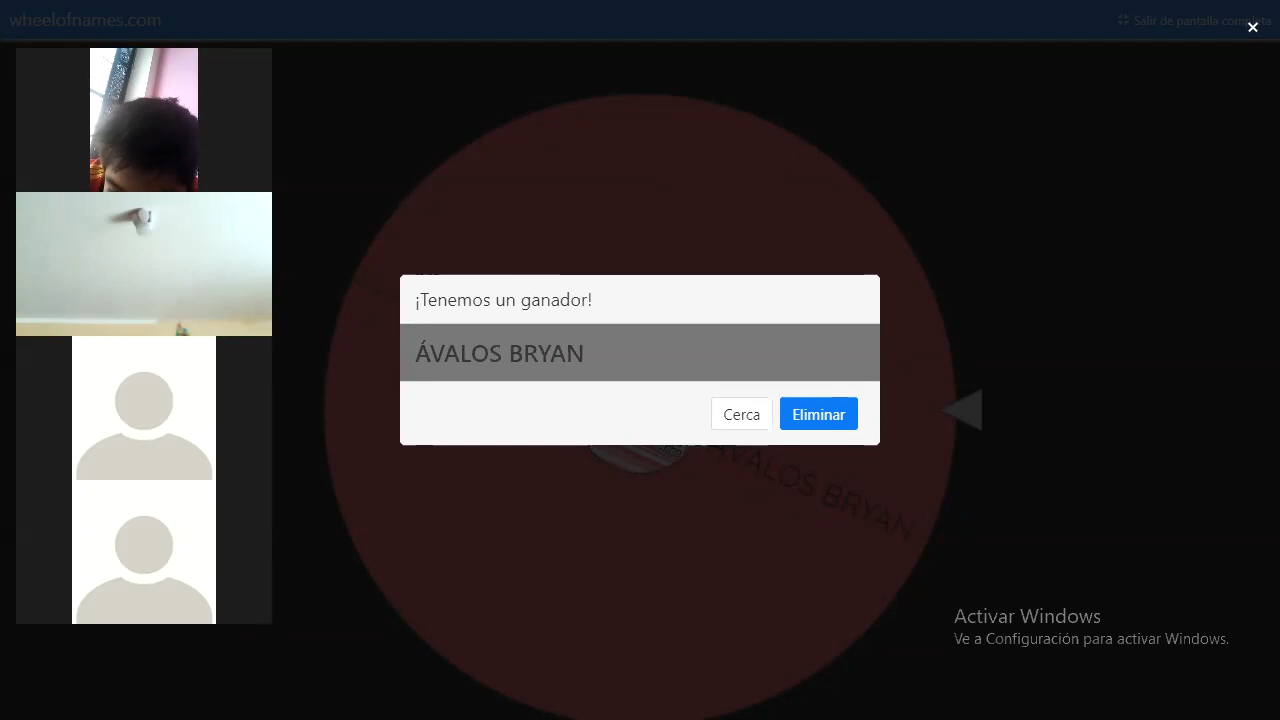 wheelofnames.com
Salir de pantalla completa
¡Tenemos un ganador!
ÁVALOS BRYAN
Cerca
Eliminar
ÁVALOS BRYAN
Activar Windows
Ve a Configuración para activar Windows.